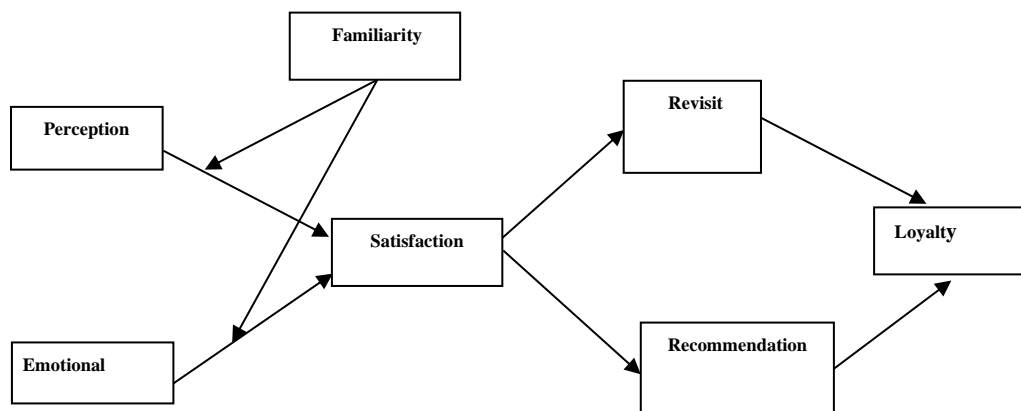 Familiarity
Perception
Revisit
Satisfaction
Loyalty
Emotional
Recommendation